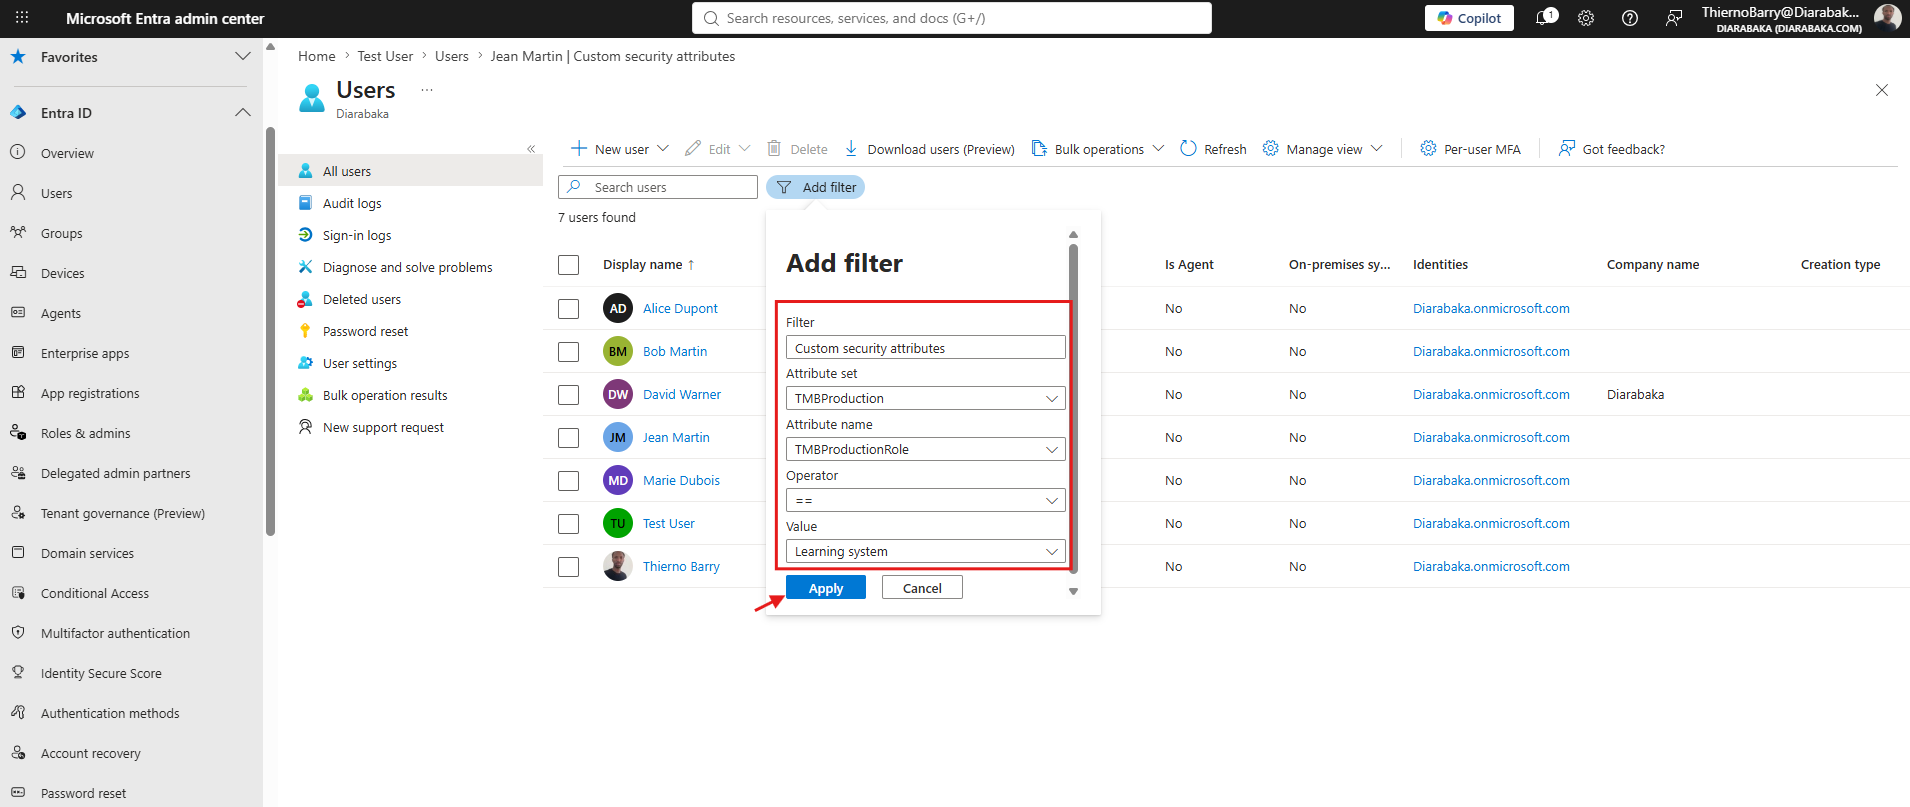 Microsoft Entra admin center
Search resources, services, and docs (G+/)
Copilot
1
ThiernoBarry@Diarabak...
DIARABAKA (DIARABAKA.COM)
Favorites
Entra ID
Overview
Users
Groups
Devices
Agents
Enterprise apps
App registrations
Roles & admins
Delegated admin partners
Tenant governance (Preview)
Domain services
Conditional Access
Multifactor authentication
Identity Secure Score
Authentication methods
Account recovery
Password reset
Home > Test User > Users > Jean Martin | Custom security attributes
Users ...
Diarabaka
All users
Audit logs
Sign-in logs
Diagnose and solve problems
Deleted users
Password reset
User settings
Bulk operation results
New support request
New user Edit Delete Download users (Preview) Bulk operations Refresh Manage view Per-user MFA Got feedback?
Search users Add filter
7 users found
Display name ↑ Is Agent On-premises sy... Identities Company name Creation type
AD Alice Dupont No No Diarabaka.onmicrosoft.com
BM Bob Martin No No Diarabaka.onmicrosoft.com
DW David Warner No No Diarabaka.onmicrosoft.com Diarabaka
JM Jean Martin No No Diarabaka.onmicrosoft.com
MD Marie Dubois No No Diarabaka.onmicrosoft.com
TU Test User No No Diarabaka.onmicrosoft.com
Thierno Barry No No Diarabaka.onmicrosoft.com
Add filter
Filter
Custom security attributes
Attribute set
TMBProduction
Attribute name
TMBProductionRole
Operator
==
Value
Learning system
Apply Cancel